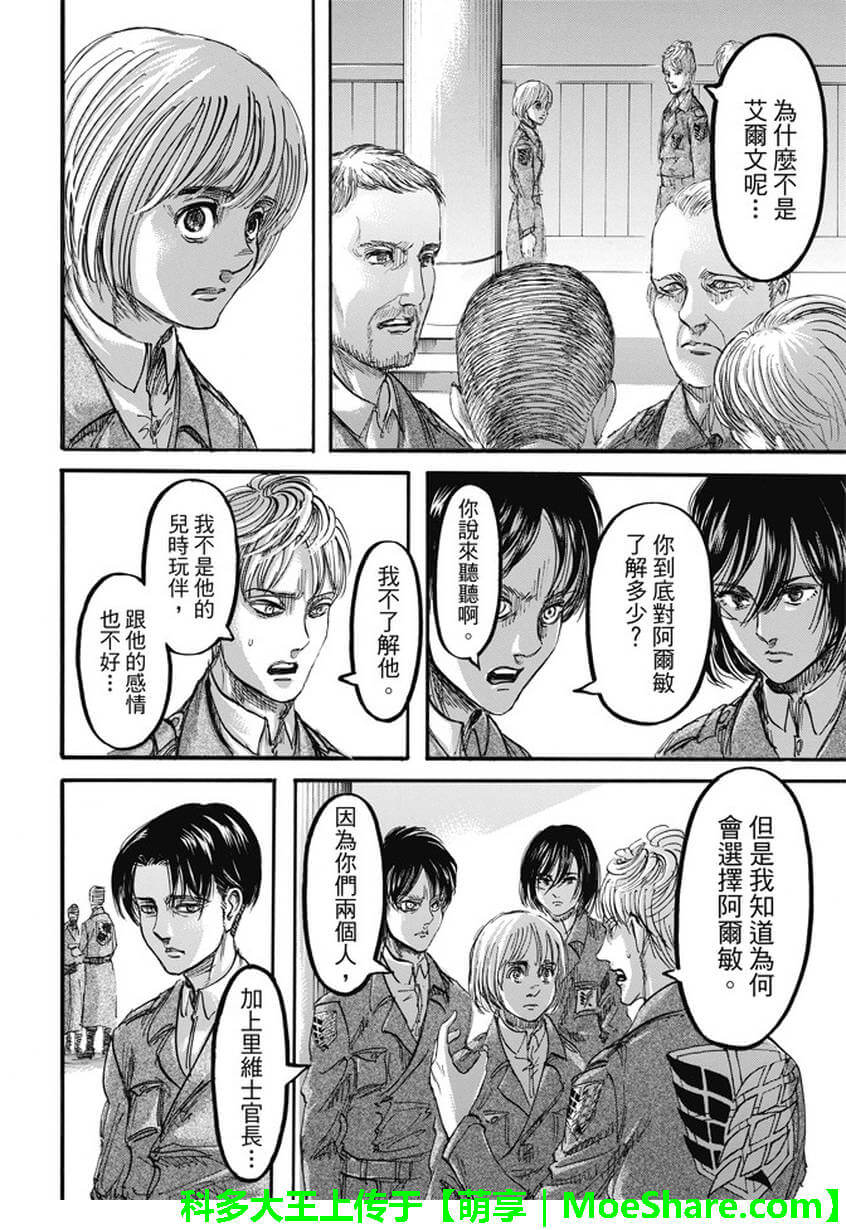 為什麼不是
艾爾文呢…
你到底對阿爾敏
了解多少？
你說來聽聽啊。
我不了解他。
我不是他的
兒時玩伴，
跟他的感情
也不好…
但是我知道為何
會選擇阿爾敏。
因為你們兩個人，
加上里維士官長…
科多大王上传于【萌享｜MoeShare.com】